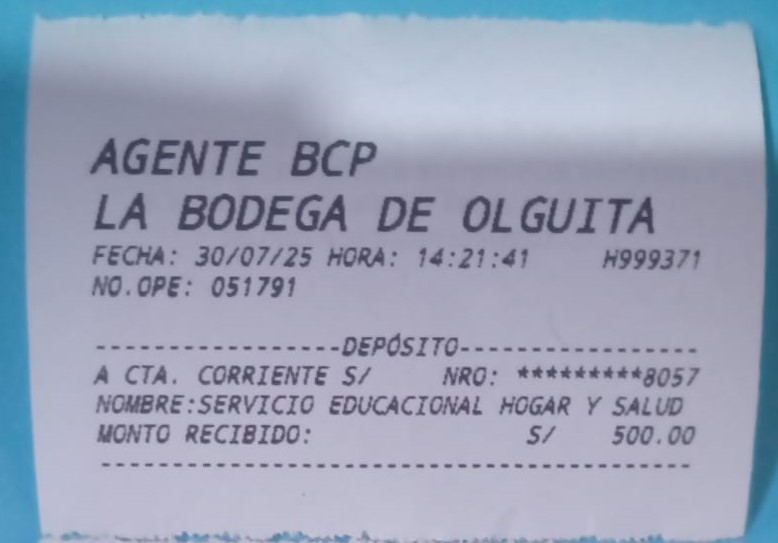 AGENTE BCP
LA BODEGA DE OLGUITA
FECHA: 30/07/25 HORA: 14:21:41 H999371
NO.OPE: 051791
-----------------DEPÓSITO-----------------
A CTA. CORRIENTE S/ NRO: *********8057
NOMBRE:SERVICIO EDUCACIONAL HOGAR Y SALUD
MONTO RECIBIDO: S/ 500.00
------------------------------------------